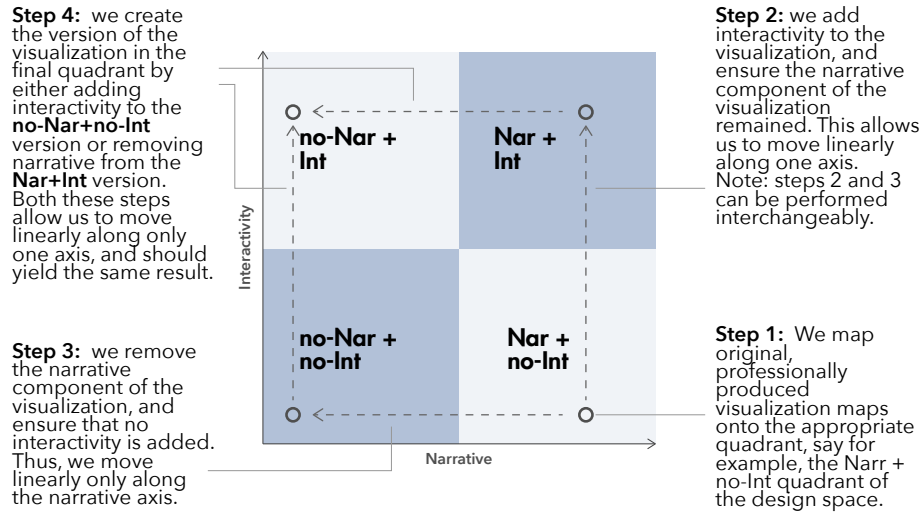 Step 4: we create
the version of the
visualization in the
final quadrant by
either adding
interactivity to the
no-Nar+no-Int
version or removing
narrative from the
Nar+Int version.
Both these steps
allow us to move
linearly along only
one axis, and should
yield the same result.
Step 3: we remove
the narrative
component of the
visualization, and
ensure that no
interactivity is added.
Thus, we move
linearly only along
the narrative axis.
Interactivity
no-Nar +
Int
Nar +
Int
no-Nar +
no-Int
Nar +
no-Int
Narrative
Step 2: we add
interactivity to the
visualization, and
ensure the narrative
component of the
visualization
remained. This allows
us to move linearly
along one axis.
Note: steps 2 and 3
can be performed
interchangeably.
Step 1: We map
original,
professionally
produced
visualization maps
onto the appropriate
quadrant, say for
example, the Narr +
no-Int quadrant of
the design space.